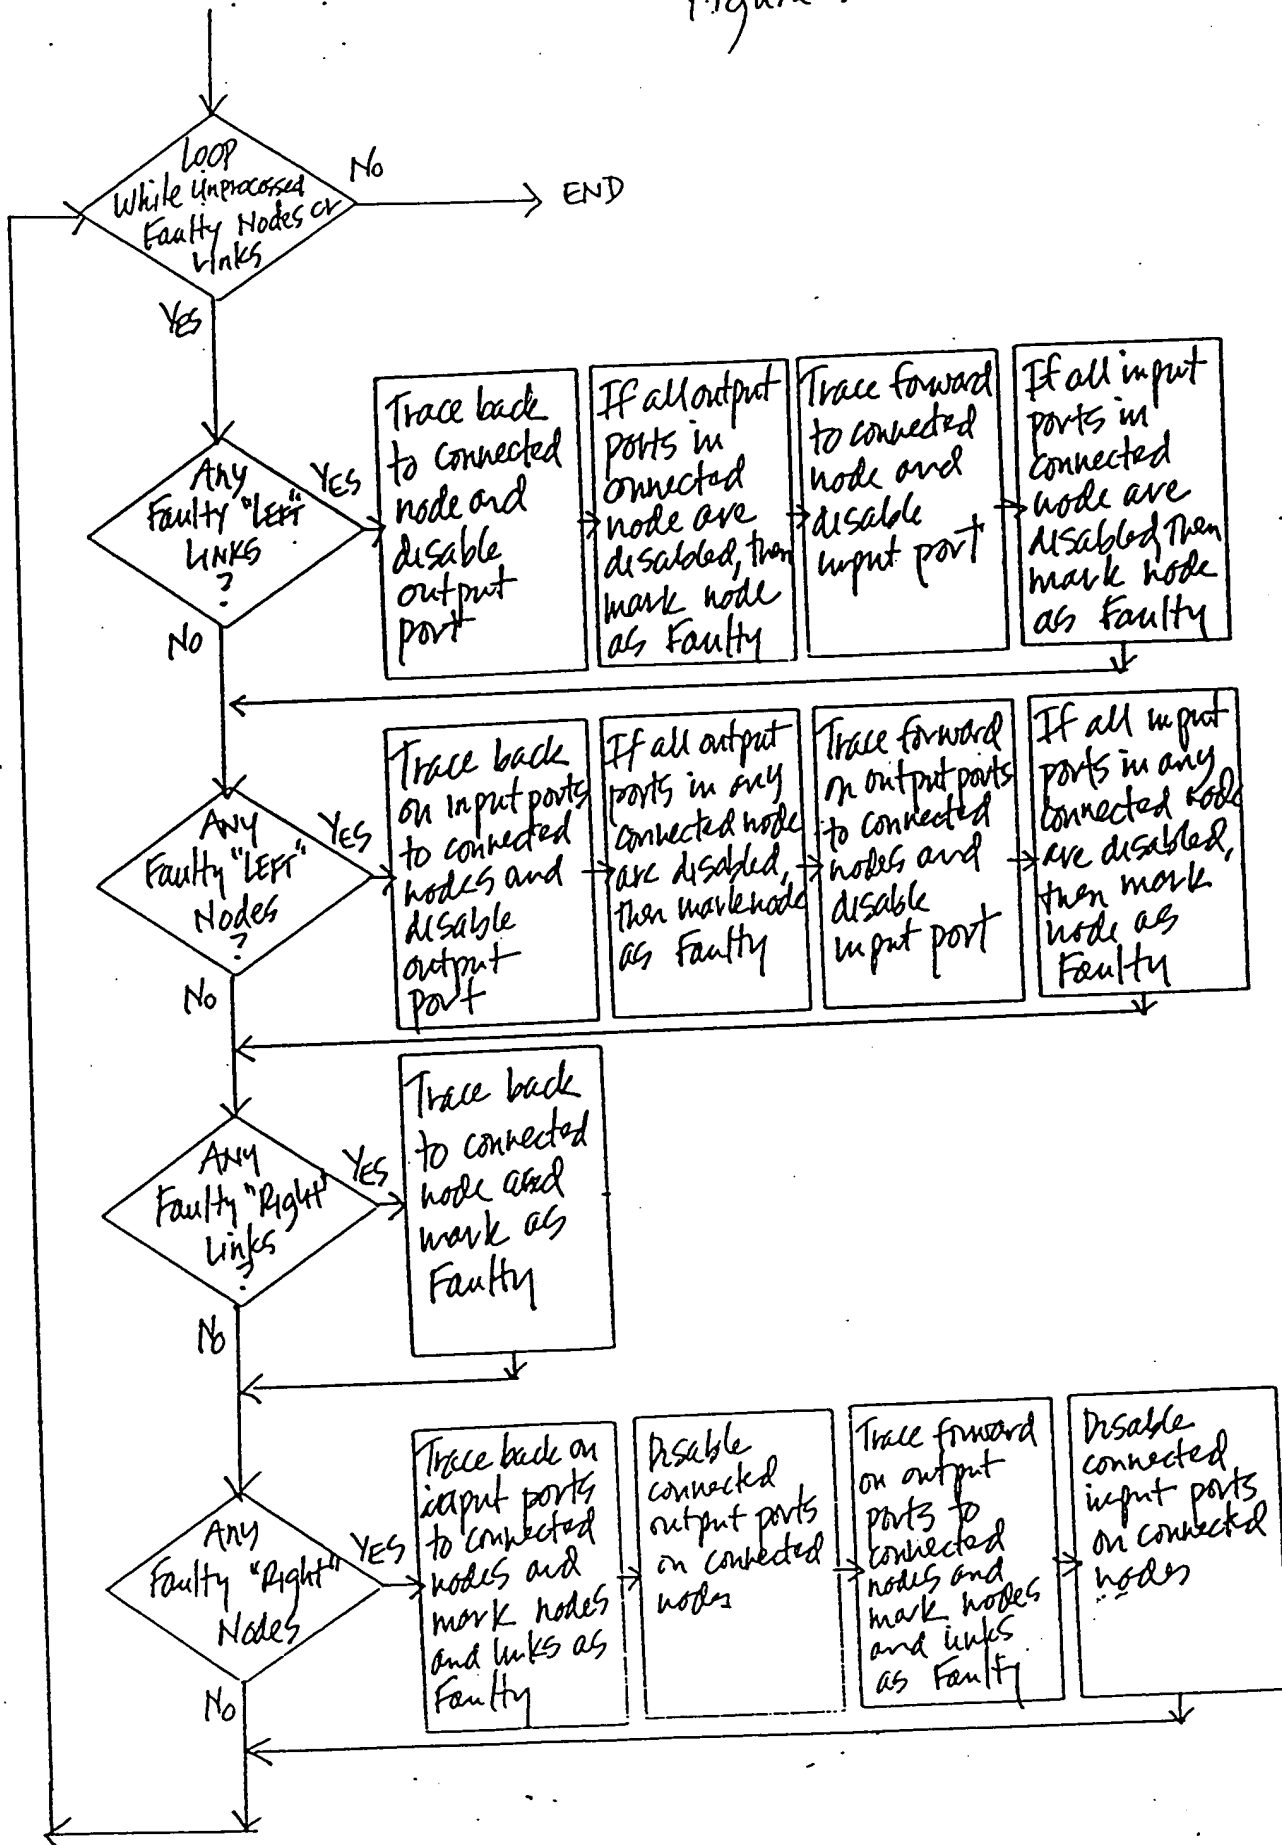 Figure
Loop
While Unprocessed
Faulty Nodes or
Links
No
END
YES
Any
Faulty "LEFT"
LINKS
?
YES
No
Trace back
to connected
node and
disable
output
port
If all output
ports in
connected
node are
disabled, then
mark node
as Faulty
Trace forward
to connected
node and
disable
input port
If all input
ports in
connected
node are
disabled, then
mark node
as Faulty
ANY
Faulty "LEFT"
Nodes
?
YES
No
Trace back
on input ports
to connected
nodes and
disable
output
port
If all output
ports in any
connected node
are disabled,
then mark node
as Faulty
Trace forward
on output ports
to connected
nodes and
disable
input port
If all input
ports in any
connected node
are disabled,
then mark
node as
Faulty
ANY
Faulty "Right"
Links
?
YES
No
Trace back
to connected
node and
mark as
Faulty
Any
Faulty "Right"
Nodes
YES
No
Trace back on
input ports
to connected
nodes and
mark nodes
and links as
Faulty
Disable
connected
output ports
on connected
nodes
Trace forward
on output
ports to
connected
nodes and
mark nodes
and links
as Faulty
Disable
connected
input ports
on connected
nodes